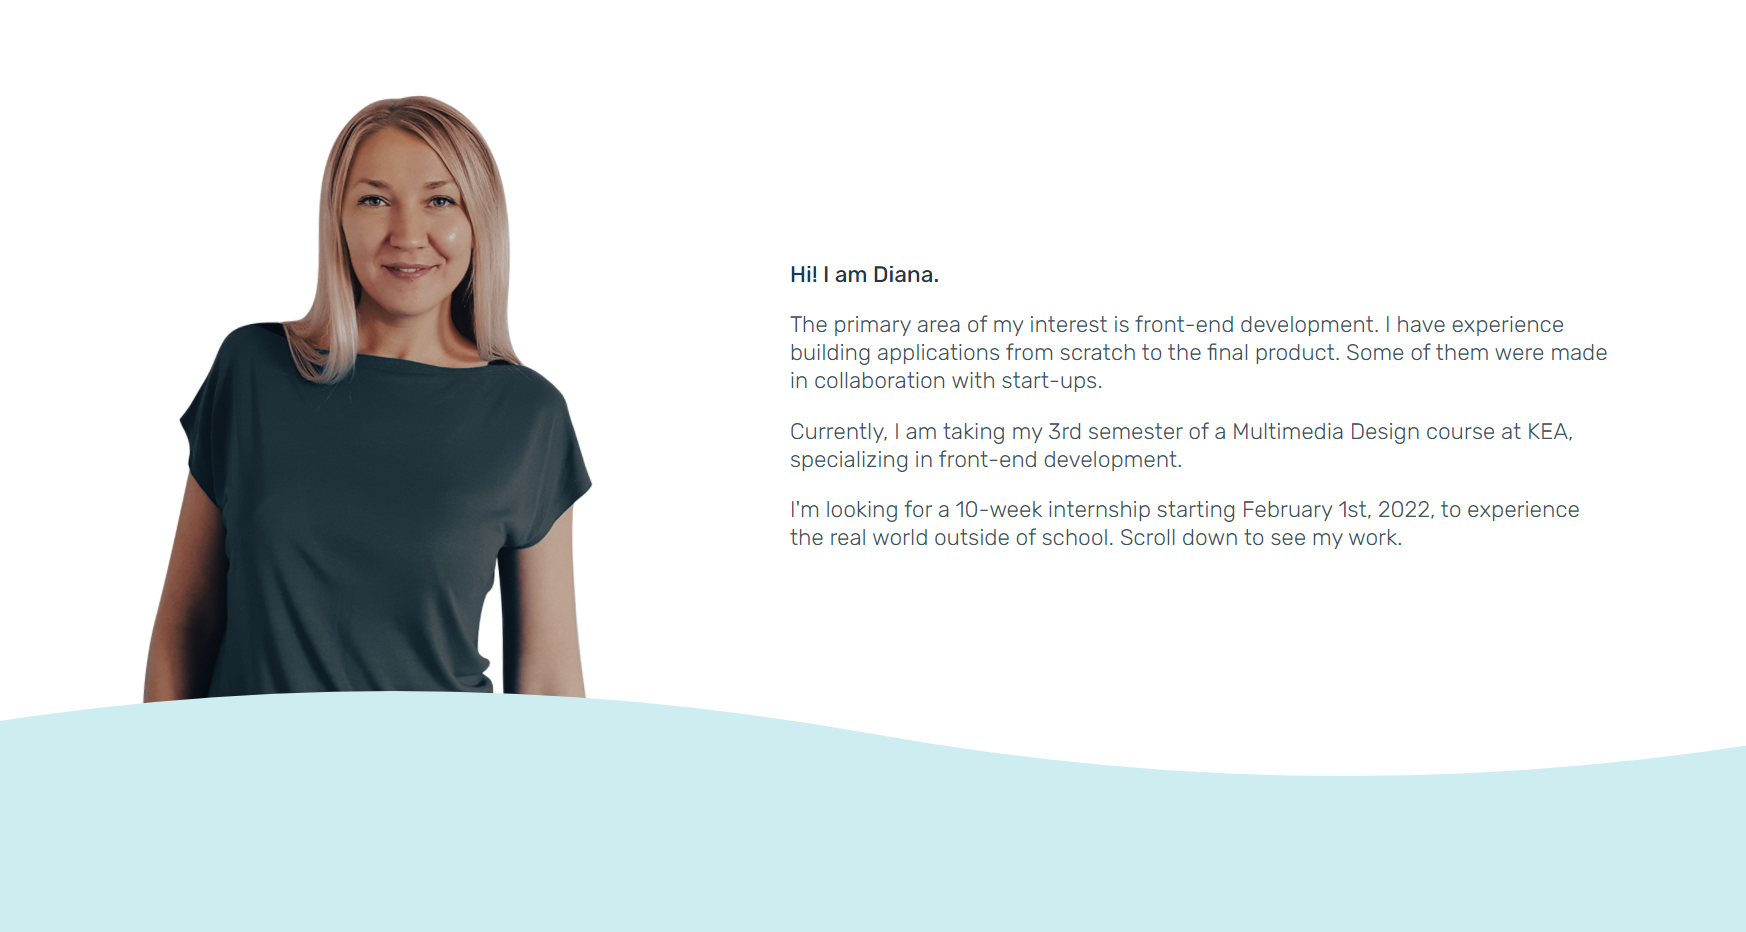 Hi! I am Diana.
The primary area of my interest is front-end development. I have experience
building applications from scratch to the final product. Some of them were made
in collaboration with start-ups.
Currently, I am taking my 3rd semester of a Multimedia Design course at KEA,
specializing in front-end development.
I'm looking for a 10-week internship starting February 1st, 2022, to experience
the real world outside of school. Scroll down to see my work.